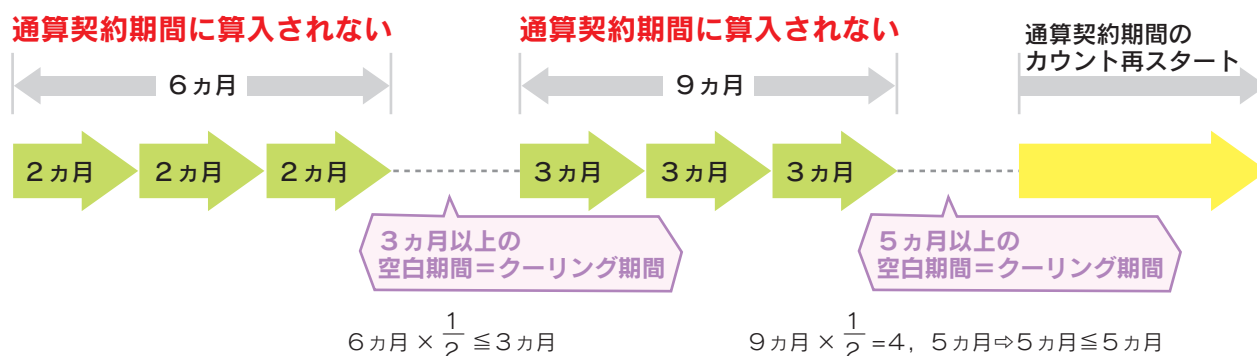 通算契約期間に算入されない
通算契約期間に算入されない
通算契約期間の
カウント再スタート
6ヵ月
9ヵ月
2ヵ月
2ヵ月
2ヵ月
3ヵ月
3ヵ月
3ヵ月
3ヵ月以上の
空白期間＝クーリング期間
5ヵ月以上の
空白期間＝クーリング期間
6ヵ月 × 1/2 ≦3ヵ月
9ヵ月 × 1/2 =4，5ヵ月⇨5ヵ月≦5ヵ月